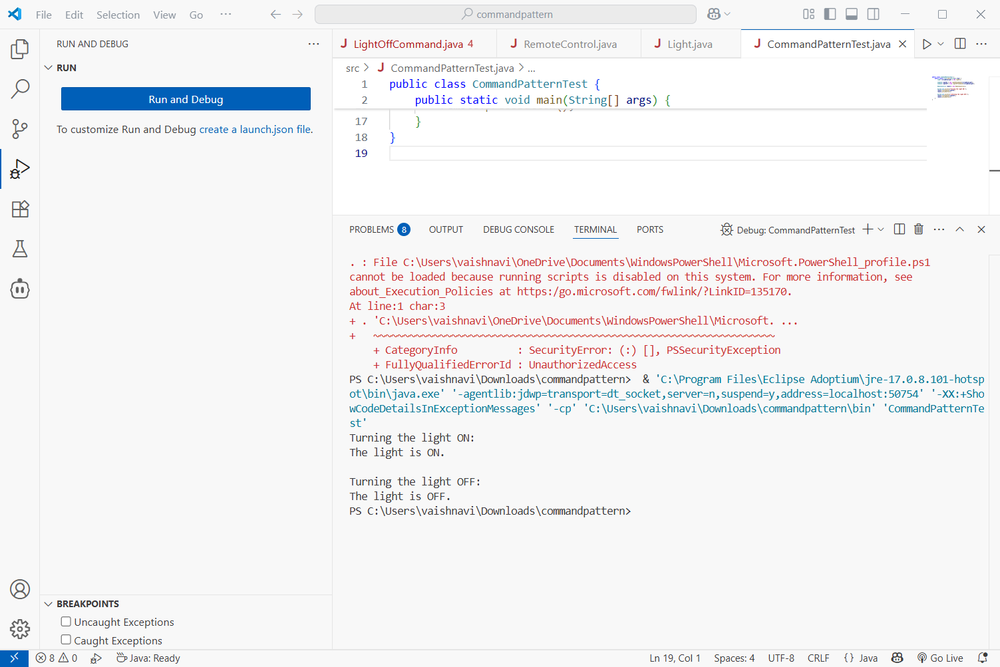 File Edit Selection View Go ··· commandpattern
RUN AND DEBUG ···
RUN
Run and Debug
To customize Run and Debug create a launch.json file.
J LightOffCommand.java 4 J RemoteControl.java J Light.java J CommandPatternTest.java ···
src > J CommandPatternTest.java > ...
1 public class CommandPatternTest {
2 public static void main(String[] args) {
17 }
18 }
19
PROBLEMS 8 OUTPUT DEBUG CONSOLE TERMINAL PORTS Debug: CommandPatternTest ···
. : File C:\Users\vaishnavi\OneDrive\Documents\WindowsPowerShell\Microsoft.PowerShell_profile.ps1
cannot be loaded because running scripts is disabled on this system. For more information, see
about_Execution_Policies at https:/go.microsoft.com/fwlink/?LinkID=135170.
At line:1 char:3
+ . 'C:\Users\vaishnavi\OneDrive\Documents\WindowsPowerShell\Microsoft. ...
+ ~~~~~~~~~~~~~~~~~~~~~~~~~~~~~~~~~~~~~~~~~~~~~~~~~~~~~~~~~~~~~~~~~~~
+ CategoryInfo : SecurityError: (:) [], PSSecurityException
+ FullyQualifiedErrorId : UnauthorizedAccess
PS C:\Users\vaishnavi\Downloads\commandpattern> & 'C:\Program Files\Eclipse Adoptium\jre-17.0.8.101-hotsp
ot\bin\java.exe' '-agentlib:jdwp=transport=dt_socket,server=n,suspend=y,address=localhost:50754' '-XX:+Sho
wCodeDetailsInExceptionMessages' '-cp' 'C:\Users\vaishnavi\Downloads\commandpattern\bin' 'CommandPatternTe
st'
Turning the light ON:
The light is ON.
Turning the light OFF:
The light is OFF.
PS C:\Users\vaishnavi\Downloads\commandpattern>
BREAKPOINTS
Uncaught Exceptions
Caught Exceptions
8 0 Java: Ready Ln 19, Col 1 Spaces: 4 UTF-8 CRLF {} Java Go Live